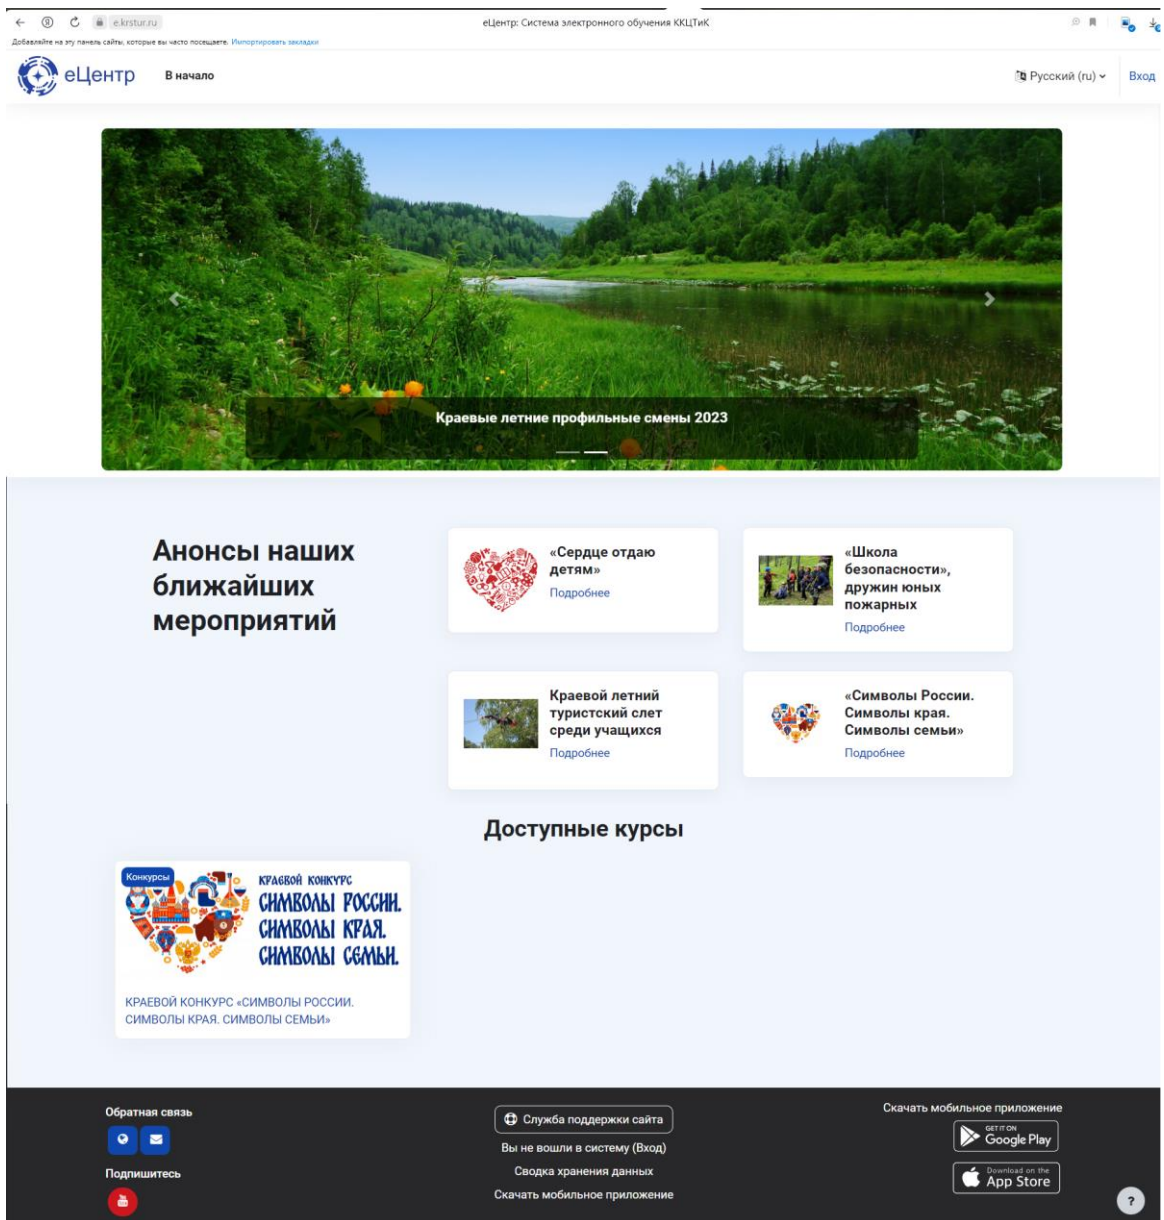 e.krstur.ru
еЦентр: Система электронного обучения ККЦТиК
Добавляйте на эту панель сайты, которые вы часто посещаете. Импортировать закладки
еЦентр
В начало
Русский (ru)
Вход
Краевые летние профильные смены 2023
Анонсы наших
ближайших
мероприятий
«Сердце отдаю
детям»
Подробнее
«Школа
безопасности»,
дружин юных
пожарных
Подробнее
Краевой летний
туристский слет
среди учащихся
Подробнее
«Символы России.
Символы края.
Символы семьи»
Подробнее
Доступные курсы
Конкурсы
КРАЕВОЙ КОНКУРС
СИМВОЛЫ РОССИИ.
СИМВОЛЫ КРАЯ.
СИМВОЛЫ СЕМЬИ.
КРАЕВОЙ КОНКУРС «СИМВОЛЫ РОССИИ.
СИМВОЛЫ КРАЯ. СИМВОЛЫ СЕМЬИ»
Обратная связь
Подпишитесь
Служба поддержки сайта
Вы не вошли в систему (Вход)
Сводка хранения данных
Скачать мобильное приложение
Скачать мобильное приложение
GET IT ON
Google Play
Download on the
App Store
?